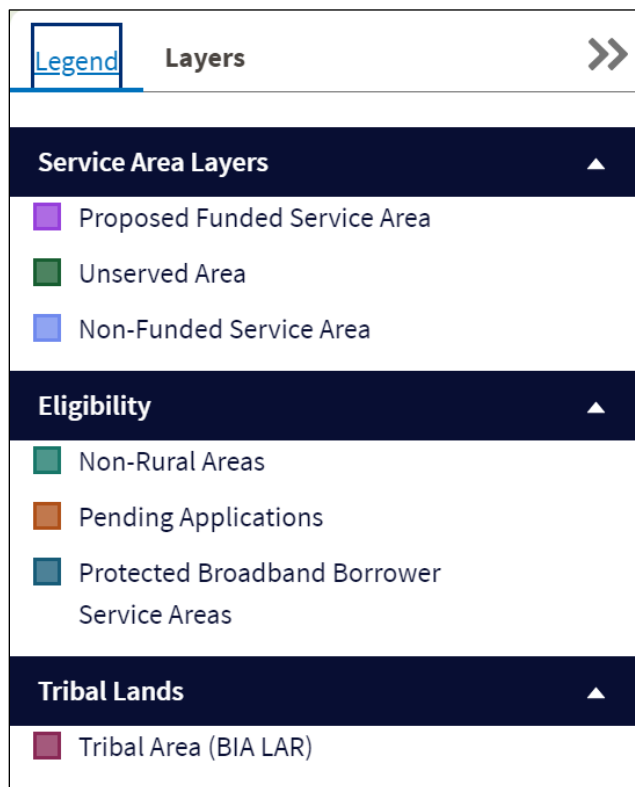 Legend Layers
Service Area Layers
Proposed Funded Service Area
Unserved Area
Non-Funded Service Area
Eligibility
Non-Rural Areas
Pending Applications
Protected Broadband Borrower
Service Areas
Tribal Lands
Tribal Area (BIA LAR)